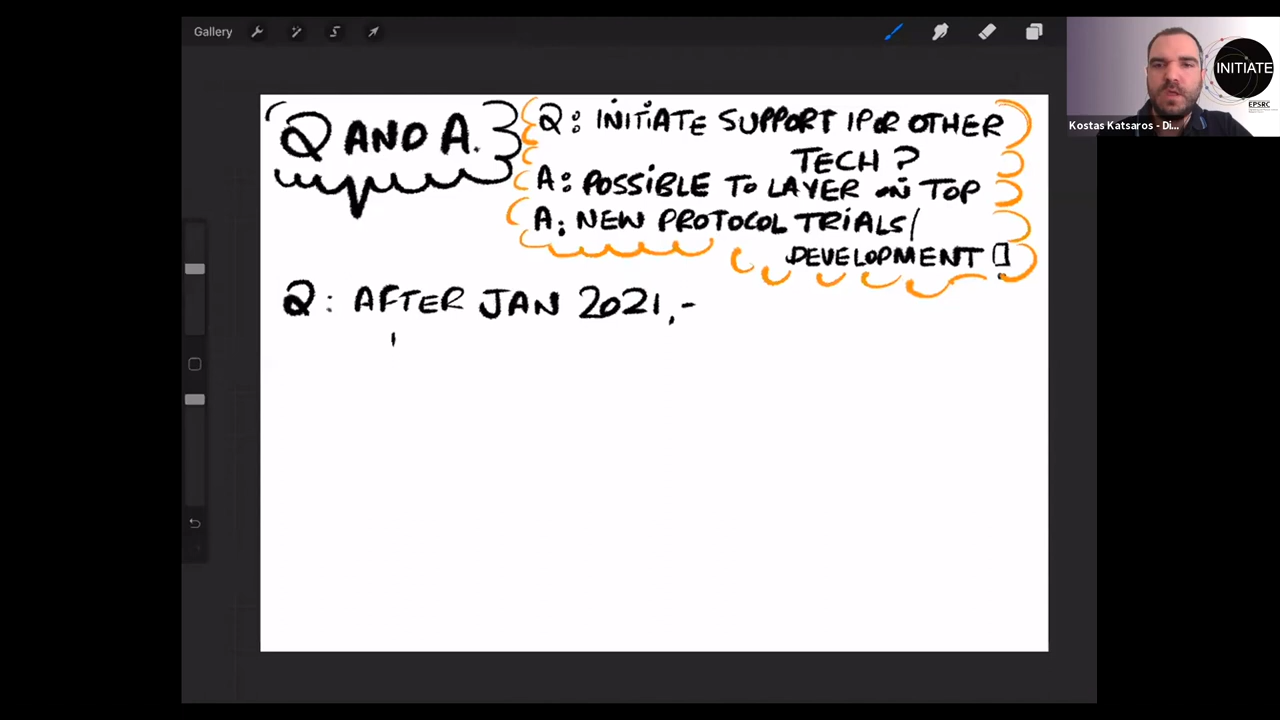 Gallery
INITIATE
EPSRC
Kostas Katsaros - Di...
Q AND A.
Q: INITIATE SUPPORT IP OR OTHER
TECH ?
A: POSSIBLE TO LAYER ON TOP
A: NEW PROTOCOL TRIALS/
DEVELOPMENT !
Q: AFTER JAN 2021,-